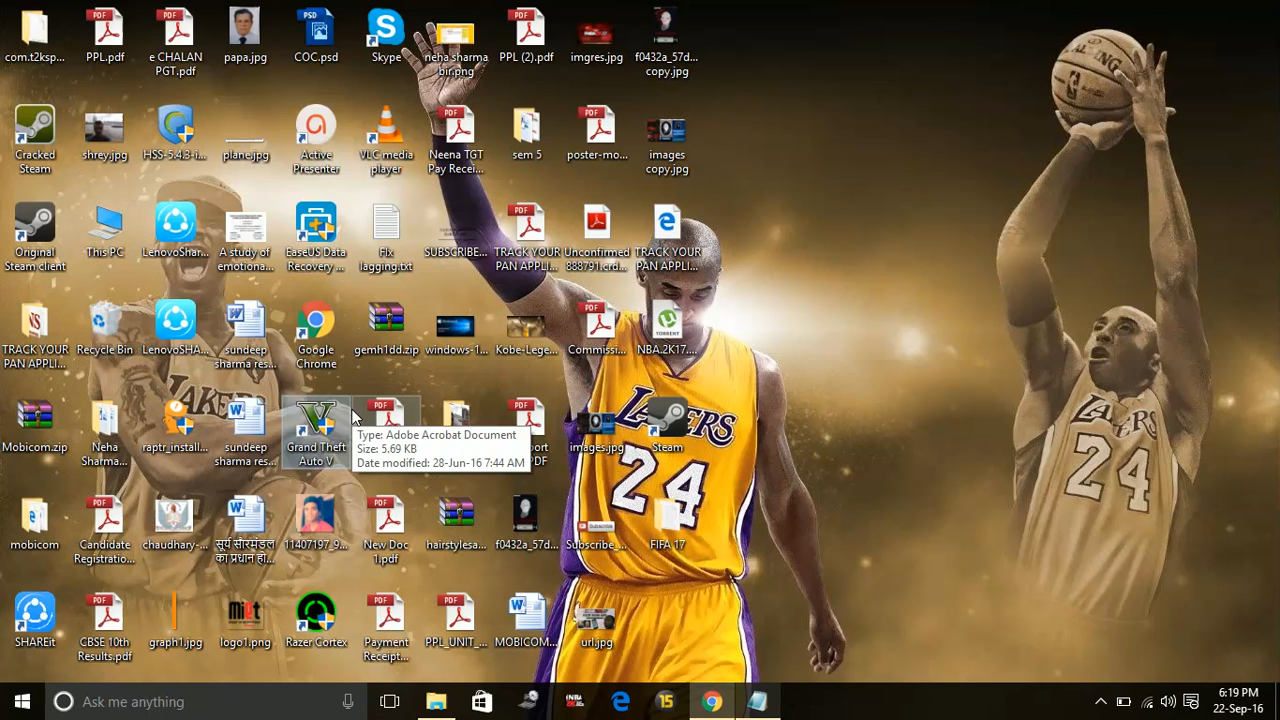 com.t2ksp...
PPL.pdf
e CHALAN
PGT.pdf
papa.jpg
COC.psd
Skype
neha sharma
bir.png
PPL (2).pdf
imgres.jpg
f0432a_57d...
copy.jpg
Cracked
Steam
shrey.jpg
HSS-5.4.3-i...
plane.jpg
Active
Presenter
VLC media
player
Neena TGT
Pay Recei...
sem 5
poster-mo...
images
copy.jpg
Original
Steam client
This PC
LenovoShar...
A study of
emotiona...
EaseUS Data
Recovery ...
Fix
lagging.txt
SUBSCRIBE...
TRACK YOUR
PAN APPLI...
Unconfirmed
888791.crd...
TRACK YOUR
PAN APPLI...
TRACK YOUR
PAN APPLI...
Recycle Bin
LenovoSHA...
sundeep
sharma res...
Google
Chrome
gemh1dd.zip
windows-1...
Kobe-Lege...
Commissi...
NBA.2K17....
Mobicom.zip
Neha
Sharma...
raptr_install...
sundeep
sharma res...
Grand Theft
Auto V
Type: Adobe Acrobat Document
Size: 5.69 KB
Date modified: 28-Jun-16 7:44 AM
images.jpg
Steam
mobicom
Candidate
Registratio...
chaudhary-...
सूर्य सौरमंडल
का प्रधान हो...
11407197_9...
New Doc
1.pdf
hairstylesa...
f0432a_57d...
Subscribe_...
FIFA 17
SHAREit
CBSE 10th
Results.pdf
graph1.jpg
logo1.png
Razer Cortex
Payment
Receipt...
PPL_UNIT_...
MOBICOM...
url.jpg
LAKERS
24
24
Ask me anything
6:19 PM
22-Sep-16